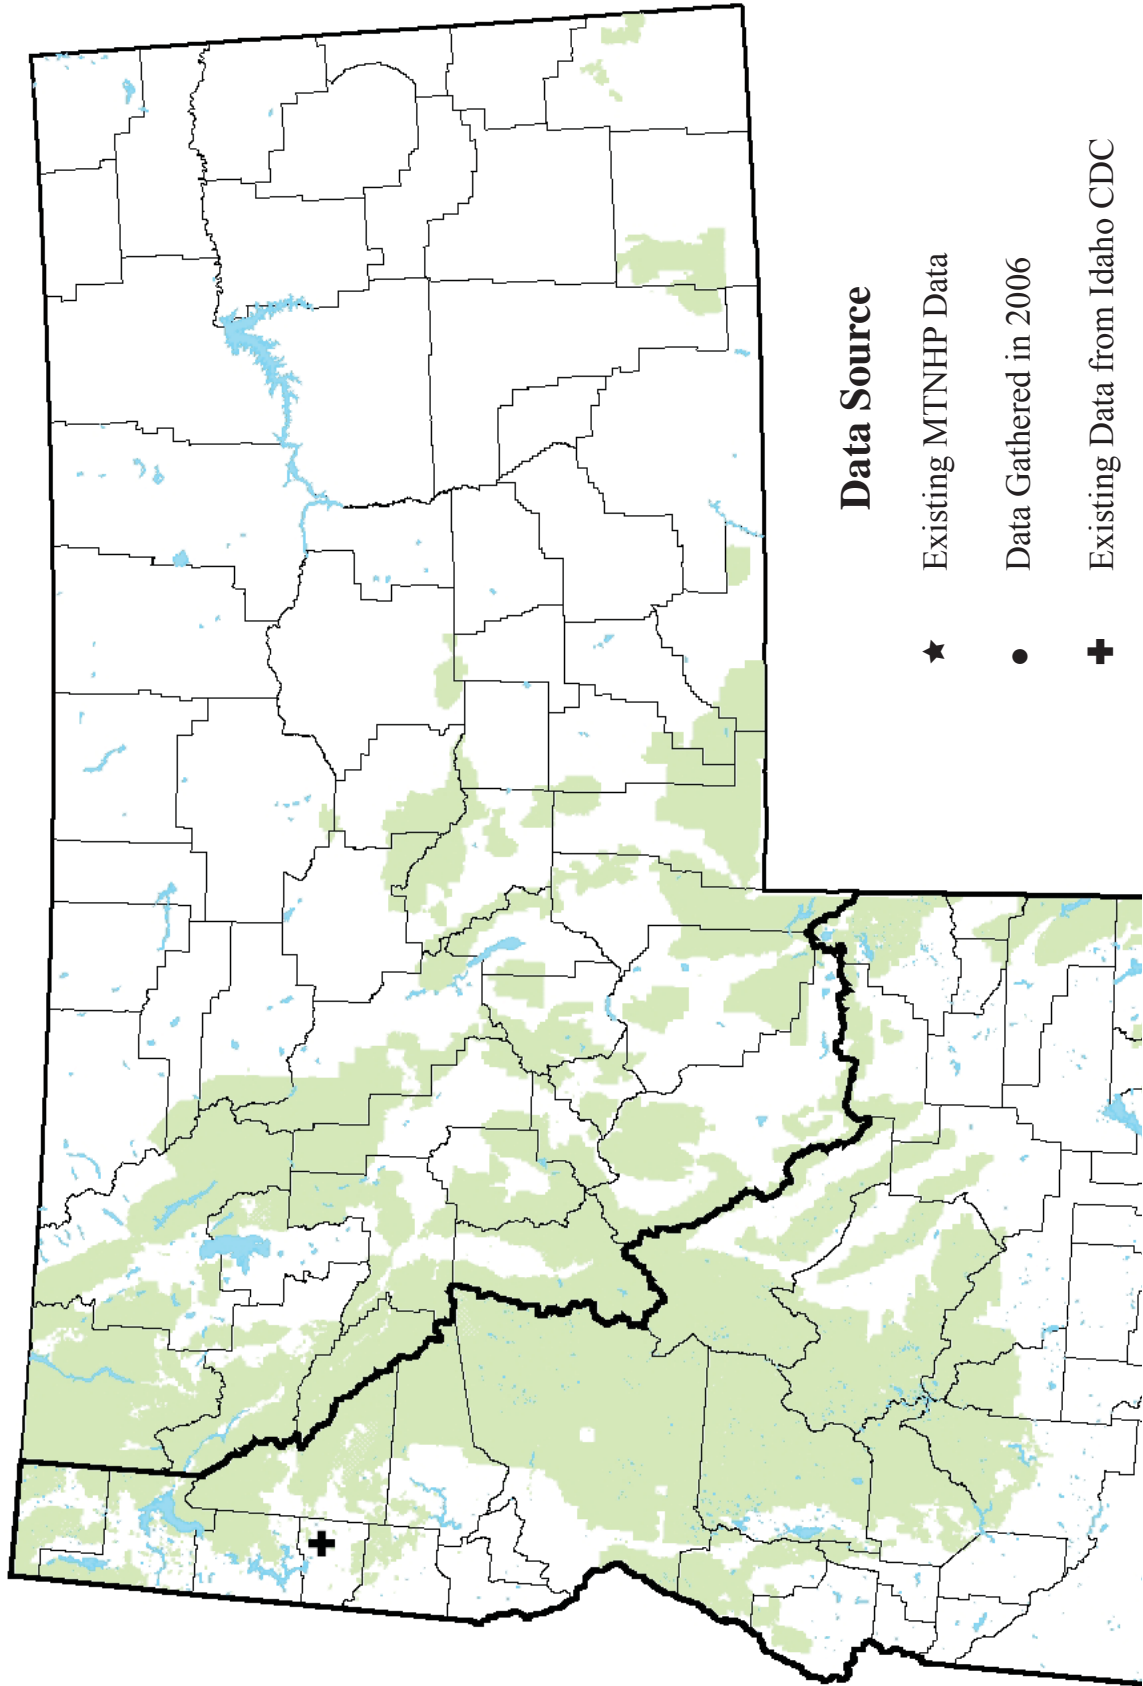 Data Source
Existing MTNHP Data
Data Gathered in 2006
Existing Data from Idaho CDC